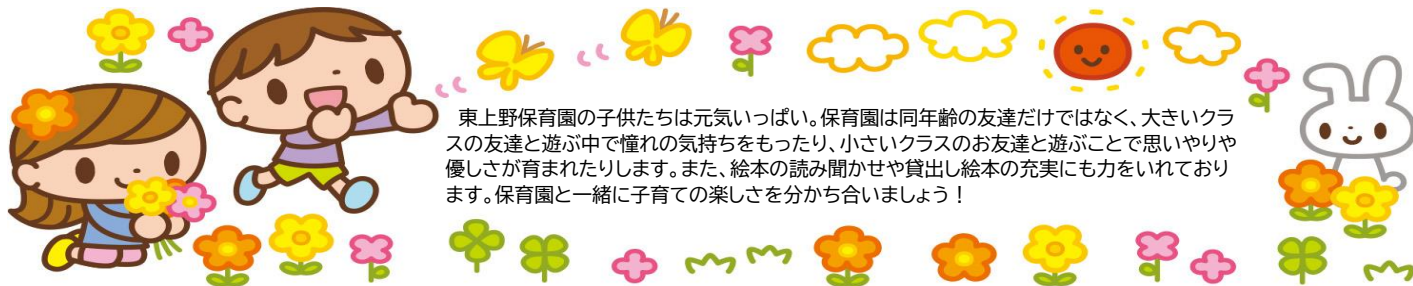 東上野保育園の子供たちは元気いっぱい。保育園は同年齢の友達だけではなく、大きいクラ
スの友達と遊ぶ中で憧れの気持ちをもったり、小さいクラスのお友達と遊ぶことで思いやりや
優しさが育まれたりします。また、絵本の読み聞かせや貸出し絵本の充実にも力をいれており
ます。保育園と一緒に子育ての楽しさを分かち合いましょう！